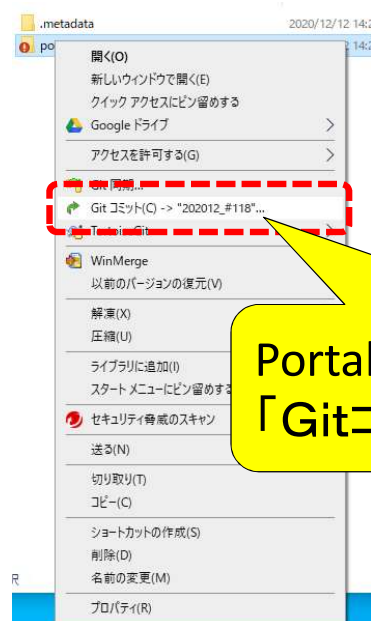 .metadata 2020/12/12 14:2
po 2 14:2
開く(O)
新しいウィンドウで開く(E)
クイック アクセスにピン留めする
Google ドライブ
アクセスを許可する(G)
Git 同期...
Git コミット(C) -> "202012_#118"...
TortoiseGit
WinMerge
以前のバージョンの復元(V)
解凍(X)
圧縮(U)
ライブラリに追加(I)
スタート メニューにピン留めする
セキュリティ脅威のスキャン
送る(N)
切り取り(T)
コピー(C)
ショートカットの作成(S)
削除(D)
名前の変更(M)
プロパティ(R)
Portal
「Gitコ
R